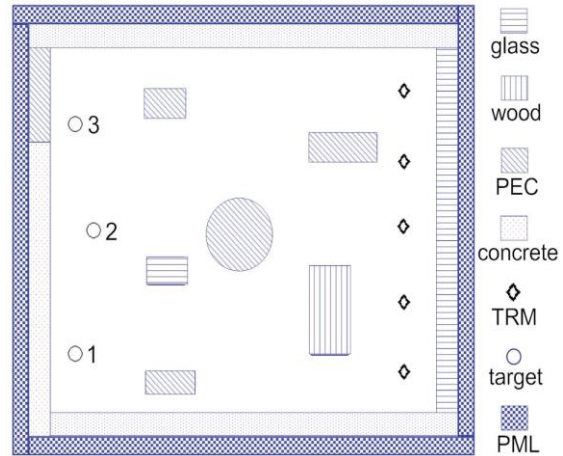 3
2
1
glass
wood
PEC
concrete
TRM
target
PML